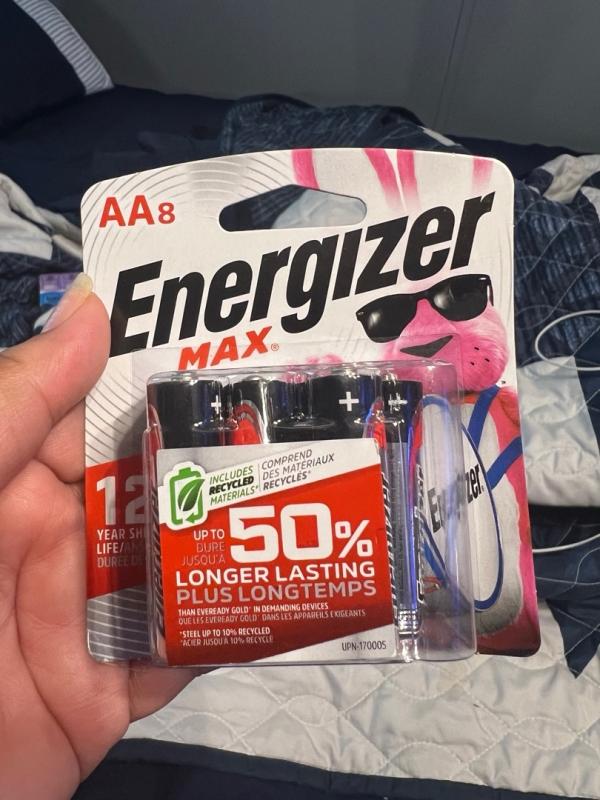 AA8
Energizer
MAX®
12
YEAR SH
LIFE/AN
DURÉE DE
INCLUDES
RECYCLED
MATERIALS*
COMPREND
DES MATÉRIAUX
RECYCLÉS*
UP TO
DURE
JUSQU'À
50%
LONGER LASTING
PLUS LONGTEMPS
THAN EVEREADY GOLD® IN DEMANDING DEVICES
QUE LES EVEREADY GOLD® DANS LES APPAREILS EXIGEANTS
*STEEL UP TO 10% RECYCLED
*ACIER JUSQU'À 10% RECYCLÉ
UPN-170005
Energizer